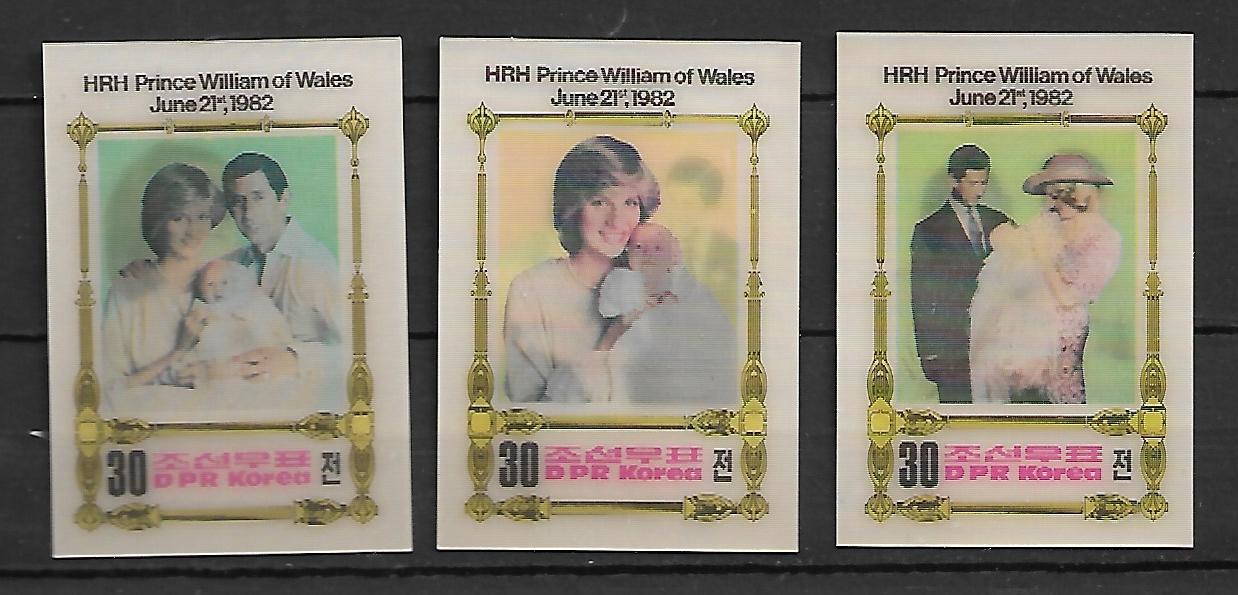 HRH Prince William of Wales
June 21st, 1982
30 조선우표 전
DPR Korea
HRH Prince William of Wales
June 21st, 1982
30 조선우표 전
DPR Korea
HRH Prince William of Wales
June 21st, 1982
30 조선우표 전
DPR Korea